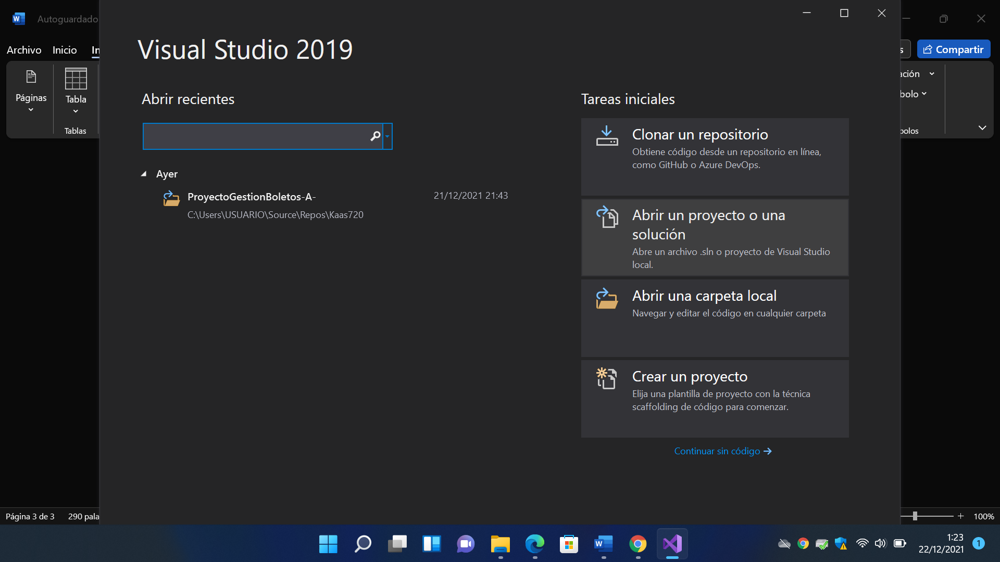 Autoguardado
Archivo Inicio In
Páginas
Tabla
Tablas
Visual Studio 2019
Abrir recientes
Ayer
ProyectoGestionBoletos-A-
21/12/2021 21:43
C:\Users\USUARIO\Source\Repos\Kaas720
Tareas iniciales
Clonar un repositorio
Obtiene código desde un repositorio en línea,
como GitHub o Azure DevOps.
Abrir un proyecto o una
solución
Abre un archivo .sln o proyecto de Visual Studio
local.
Abrir una carpeta local
Navegar y editar el código en cualquier carpeta
Crear un proyecto
Elija una plantilla de proyecto con la técnica
scaffolding de código para comenzar.
Continuar sin código
s
Compartir
ación
bolo
bolos
Página 3 de 3 290 pala
100%
1:23
22/12/2021
1